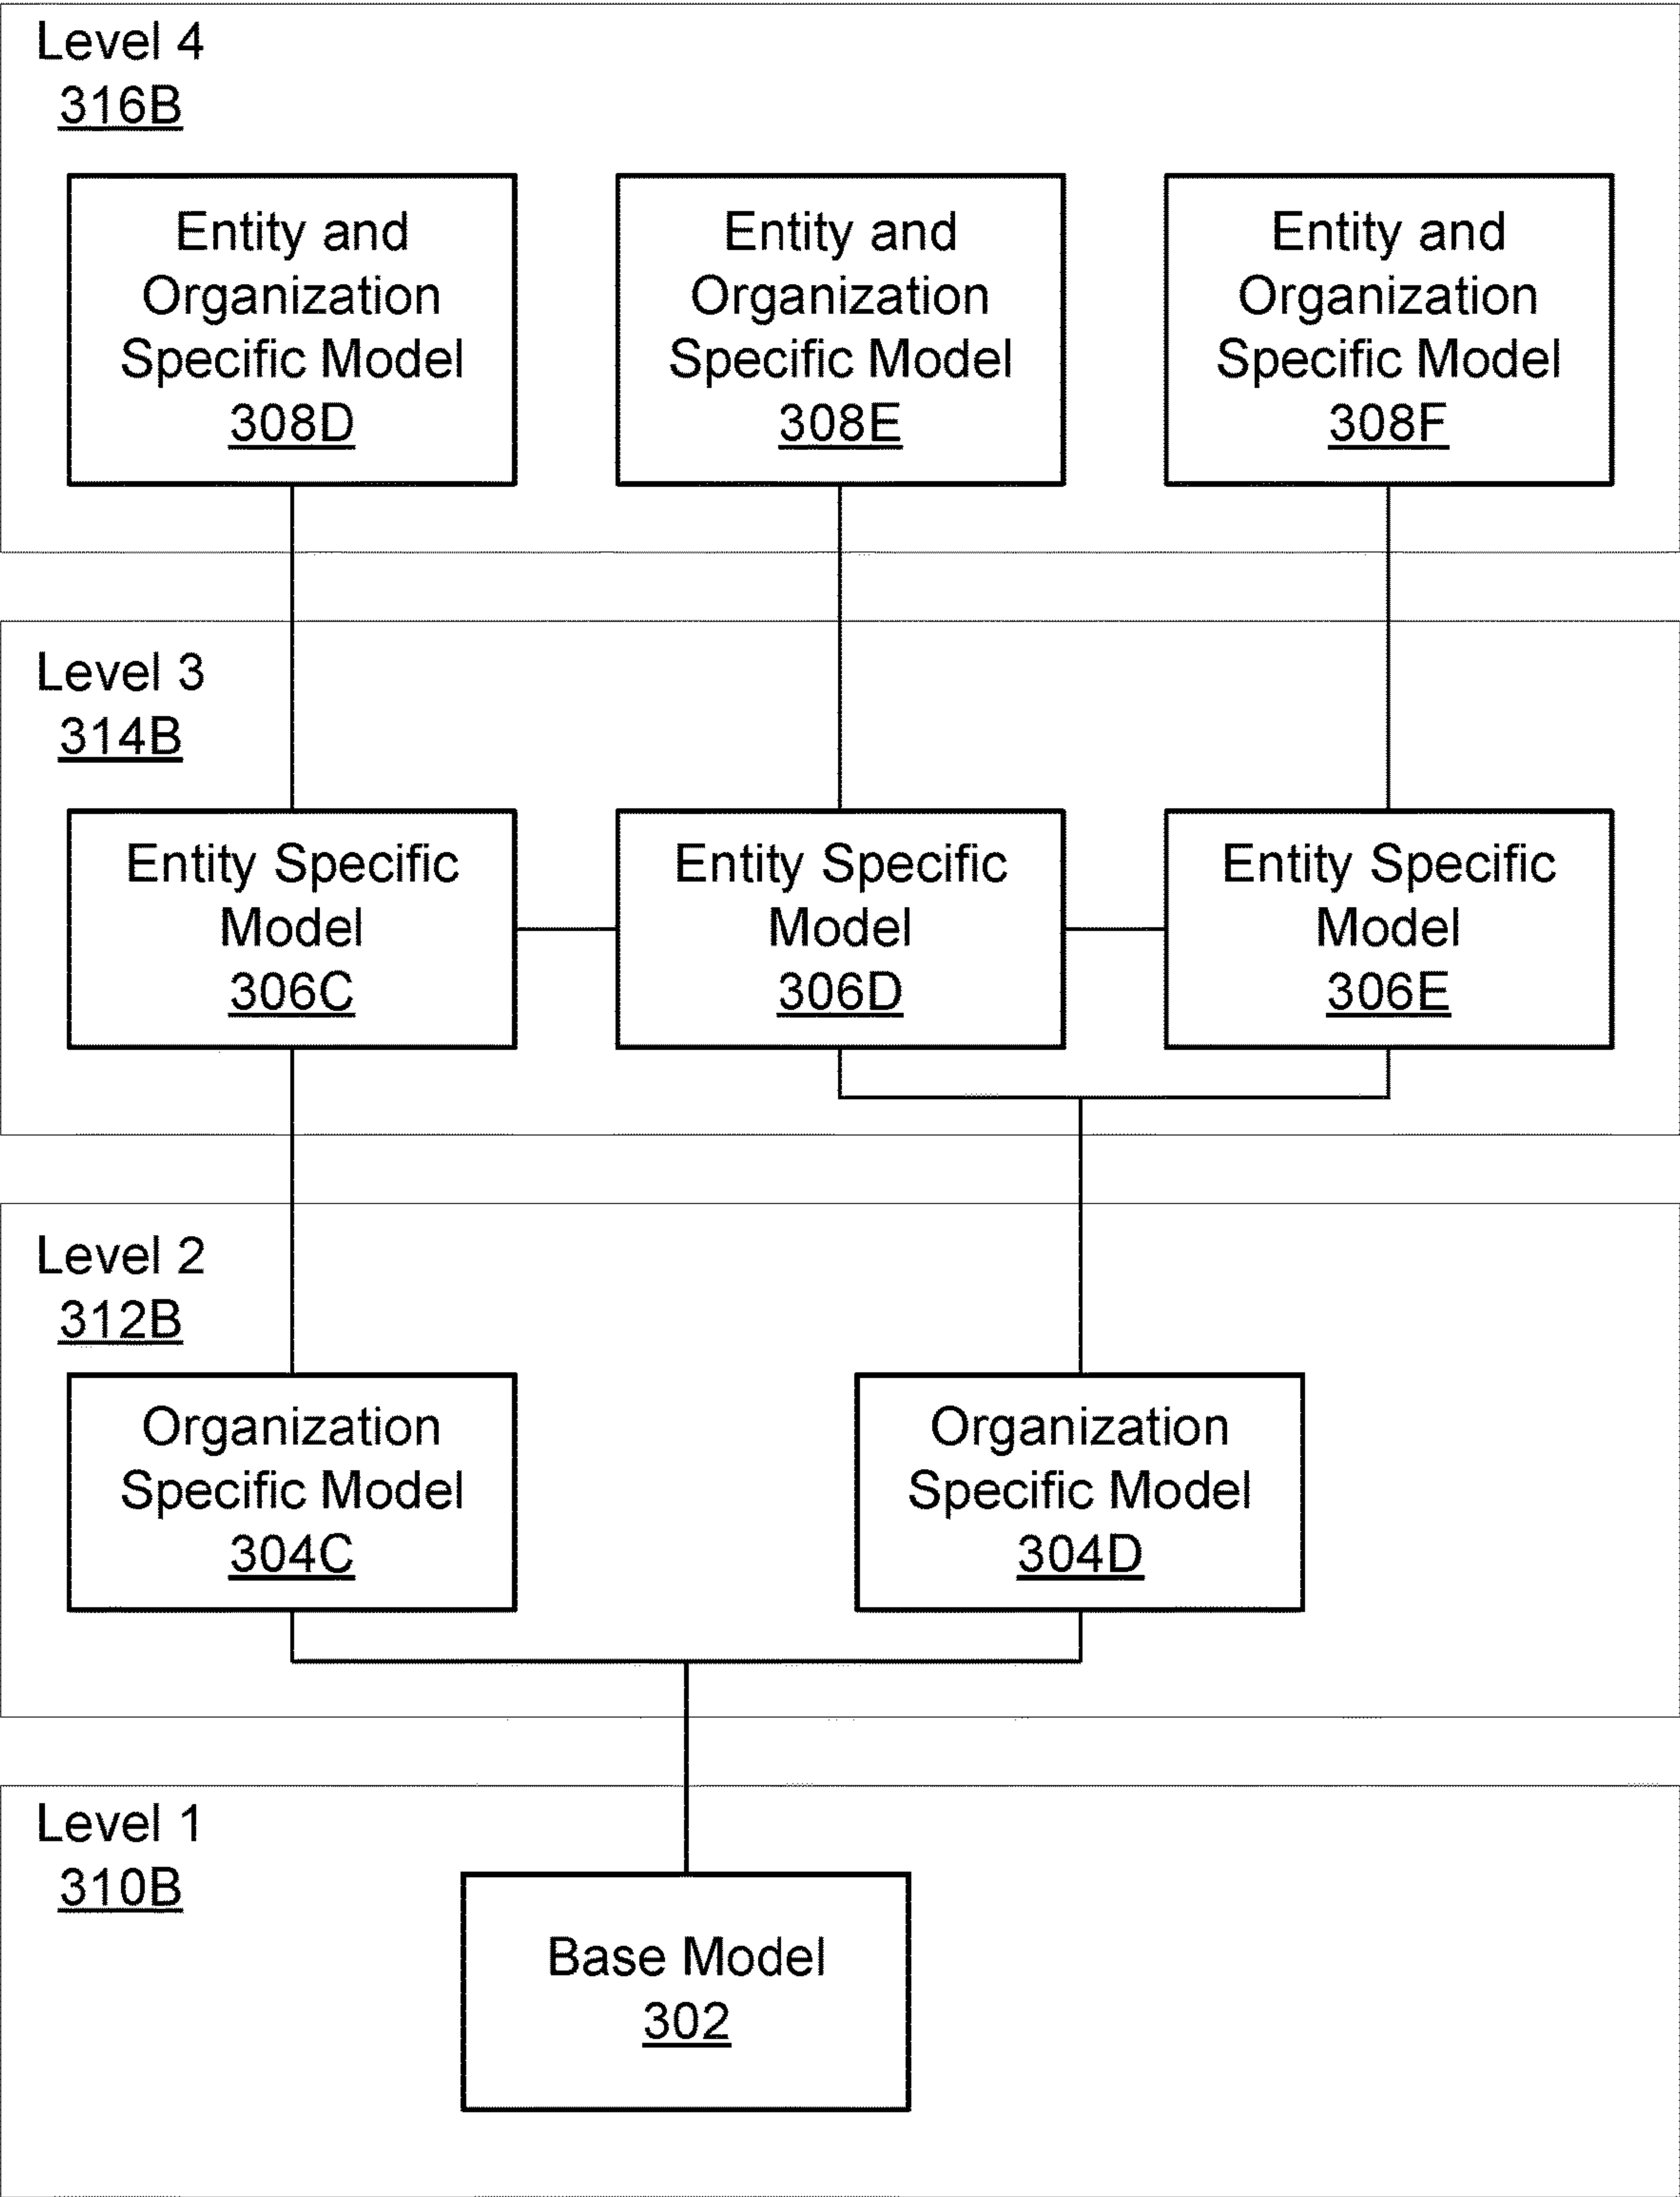 Level 4
316B
Entity and
Organization
Specific Model
308D
Entity and
Organization
Specific Model
308E
Entity and
Organization
Specific Model
308F
Level 3
314B
Entity Specific
Model
306C
Entity Specific
Model
306D
Entity Specific
Model
306E
Level 2
312B
Organization
Specific Model
304C
Organization
Specific Model
304D
Level 1
310B
Base Model
302